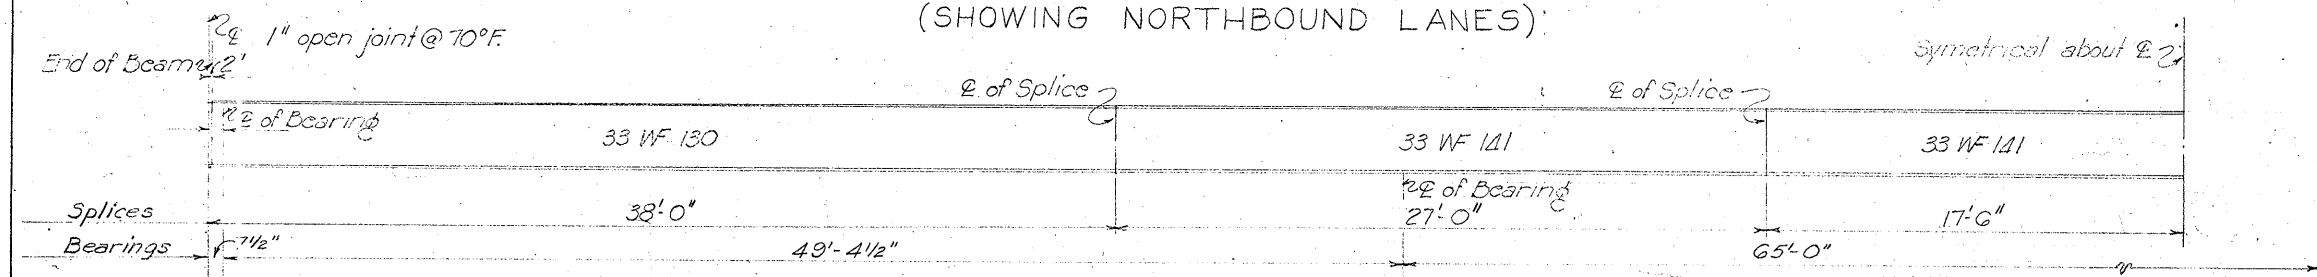 (SHOWING NORTHBOUND LANES)
℄ 1" open joint @ 70°F.
Symetrical about ℄
End of Beam
2'
℄ of Splice
℄ of Splice
℄ of Bearing
33 WF 130
33 WF 141
33 WF 141
℄ of Bearing
Splices
38'-0"
27'-0"
17'-6"
Bearings
7½"
49'-4½"
65'-0"